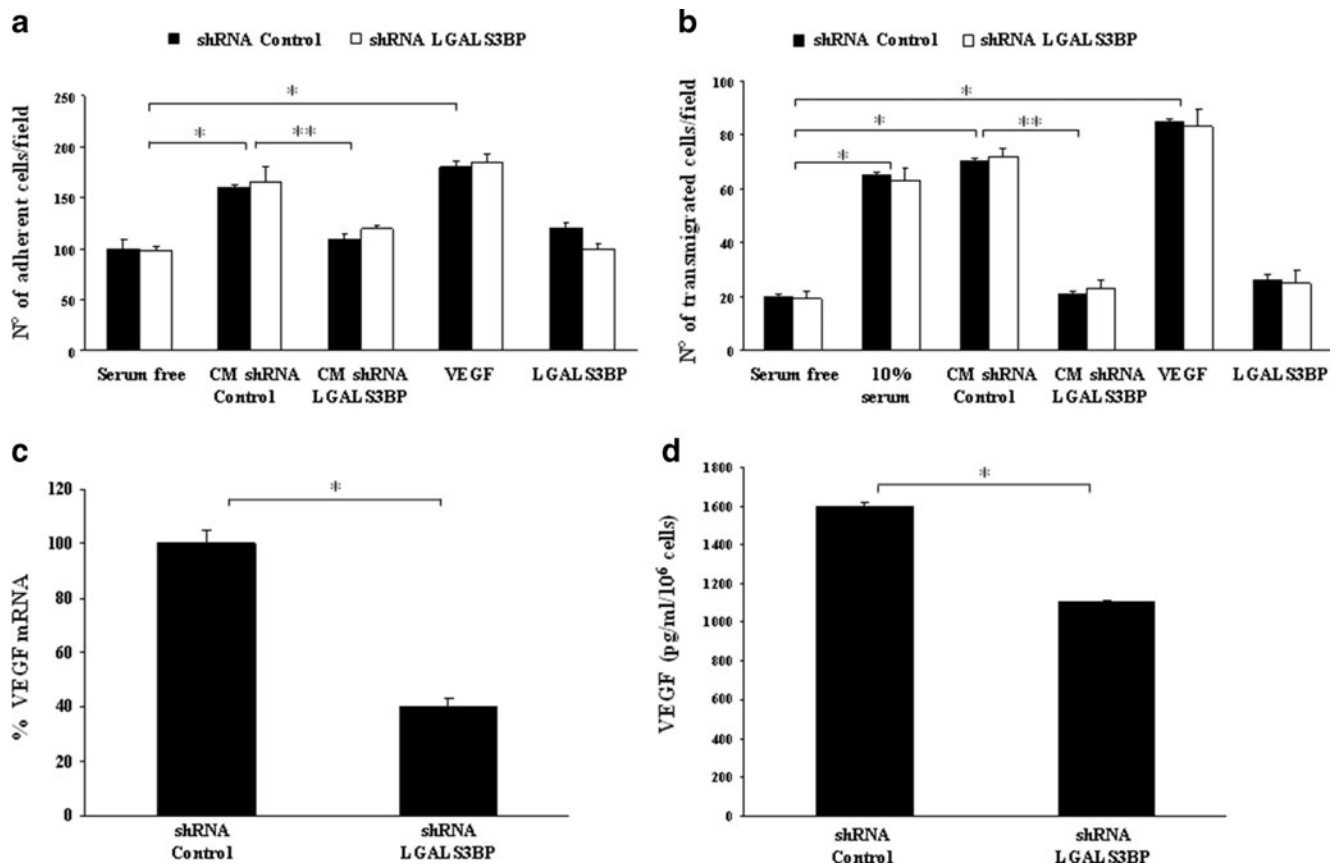 a
■ shRNA Control □ shRNA LGALS3BP
N° of adherent cells/field
250
200
150
100
50
0
*
*
**
Serum free
CM shRNA
Control
CM shRNA
LGALS3BP
VEGF
LGALS3BP
b
■ shRNA Control □ shRNA LGALS3BP
N° of transmigrated cells/field
100
80
60
40
20
0
*
*
**
*
Serum free
10%
serum
CM shRNA
Control
CM shRNA
LGALS3BP
VEGF
LGALS3BP
c
% VEGF mRNA
120
100
80
60
40
20
0
*
shRNA
Control
shRNA
LGALS3BP
d
VEGF (pg/ml/10⁶ cells)
1800
1600
1400
1100
1000
800
600
400
200
0
*
shRNA
Control
shRNA
LGALS3BP